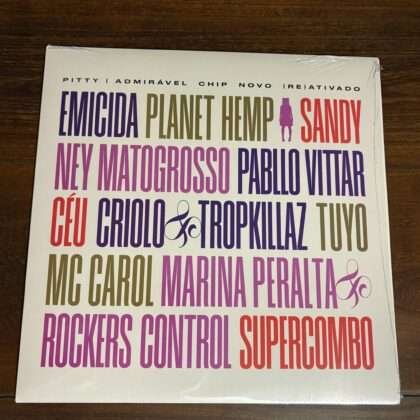 PITTY | ADMIRÁVEL CHIP NOVO (RE)ATIVADO
EMICIDA PLANET HEMP SANDY
NEY MATOGROSSO PABLLO VITTAR
CÉU CRIOLO TROPKILLAZ TUYO
MC CAROL MARINA PERALTA
ROCKERS CONTROL SUPERCOMBO